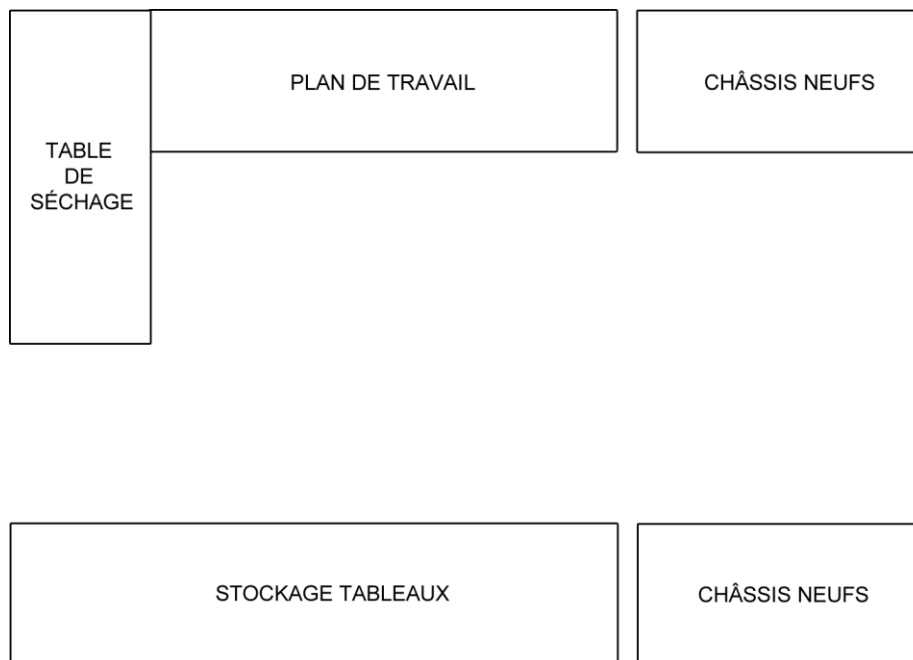 PLAN DE TRAVAIL
CHÂSSIS NEUFS
TABLE
DE
SÉCHAGE
STOCKAGE TABLEAUX
CHÂSSIS NEUFS